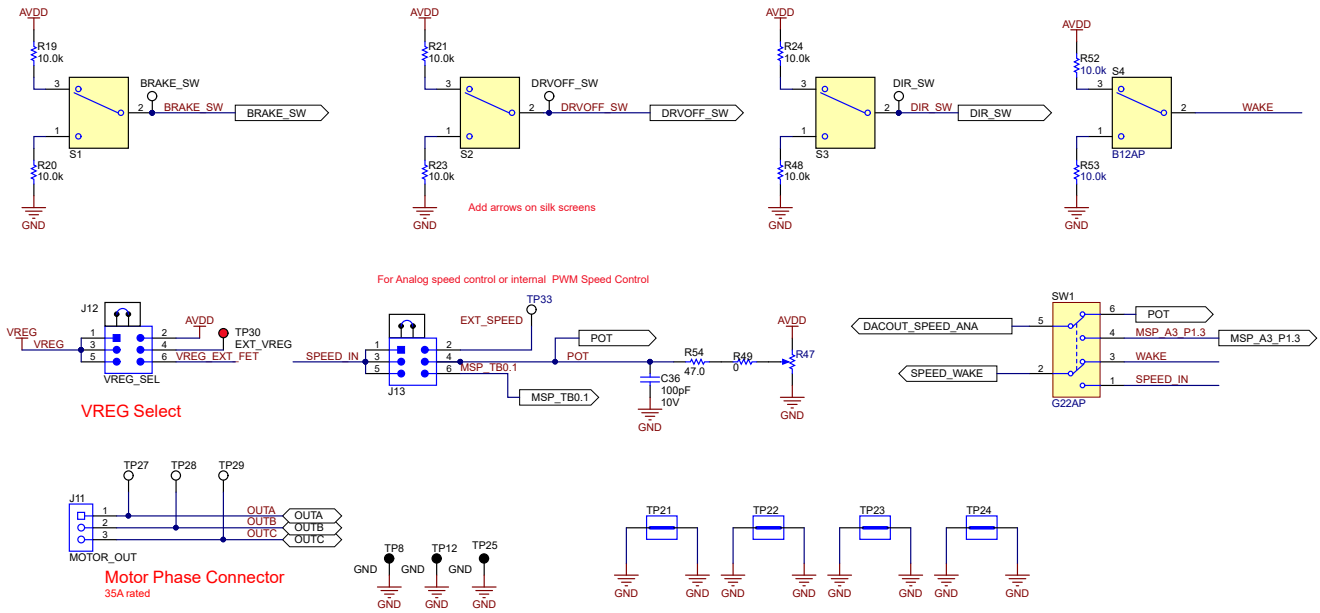 AVDD
R19
10.0k
3
BRAKE_SW
2
BRAKE_SW
BRAKE_SW
1
S1
R20
10.0k
GND
AVDD
R21
10.0k
3
DRVOFF_SW
2
DRVOFF_SW
DRVOFF_SW
1
S2
R23
10.0k
GND
Add arrows on silk screens
AVDD
R24
10.0k
3
DIR_SW
2
DIR_SW
DIR_SW
1
S3
R48
10.0k
GND
AVDD
R52
10.0k
S4
3
2
WAKE
1
B12AP
R53
10.0k
GND
J12
VREG
VREG
1
3
5
2
4
6
AVDD
TP30
EXT_VREG
VREG_EXT_FET
VREG_SEL
VREG Select
For Analog speed control or internal PWM Speed Control
TP33
EXT_SPEED
SPEED_IN
1
3
5
2
4
6
J13
POT
POT
MSP_TB0.1
MSP_TB0.1
C36
100pF
10V
GND
R54
47.0
R49
0
AVDD
R47
GND
SW1
DACOUT_SPEED_ANA
5
6
POT
4
MSP_A3_P1.3
MSP_A3_P1.3
SPEED_WAKE
2
3
WAKE
1
SPEED_IN
G22AP
TP27
TP28
TP29
J11
1
2
3
OUTA
OUTA
OUTB
OUTB
OUTC
OUTC
MOTOR_OUT
Motor Phase Connector
35A rated
TP8
GND
GND
TP12
GND
GND
TP25
GND
GND
TP21
GND
GND
TP22
GND
GND
TP23
GND
GND
TP24
GND
GND